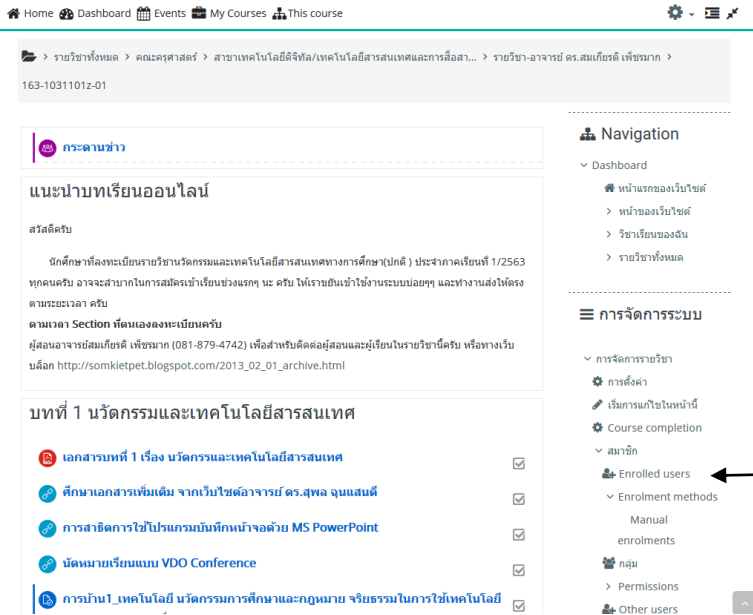 Home Dashboard Events My Courses This course
รายวิชาทั้งหมด > คณะครุศาสตร์ > สาขาเทคโนโลยีดิจิทัล/เทคโนโลยีสารสนเทศและการสื่อสา... > รายวิชา-อาจารย์ ดร.สมเกียรติ เพ็ชรมาก >
163-1031101z-01
กระดานข่าว
แนะนำบทเรียนออนไลน์
สวัสดีครับ
นักศึกษาที่ลงทะเบียนรายวิชานวัตกรรมและเทคโนโลยีสารสนเทศทางการศึกษา(ปกติ ) ประจำภาคเรียนที่ 1/2563
ทุกคนครับ อาจจะลำบากในการสมัครเข้าเรียนช่วงแรกๆ นะ ครับ ให้เราขยันเข้าใช้งานระบบบ่อยๆๆ และทำงานส่งให้ตรง
ตามระยะเวลา ครับ
ตามเวลา Section ที่ตนเองลงทะเบียนครับ
ผู้สอนอาจารย์สมเกียรติ เพ็ชรมาก (081-879-4742) เพื่อสำหรับติดต่อผู้สอนและผู้เรียนในรายวิชานี้ครับ หรือทางเว็บ
บล็อก http://somkietpet.blogspot.com/2013_02_01_archive.html
บทที่ 1 นวัตกรรมและเทคโนโลยีสารสนเทศ
เอกสารบทที่ 1 เรื่อง นวัตกรรและเทคโนโลยีสารสนเทศ
ศึกษาเอกสารเพิ่มเติม จากเว็บไซต์อาจารย์ ดร.สุพล ฉุนแสนดี
การสาธิตการใช้โปรแกรมบันทึกหน้าจอด้วย MS PowerPoint
นัดหมายเรียนแบบ VDO Conference
การบ้าน1_เทคโนโลยี นวัตกรรมการศึกษาและกฎหมาย จริยธรรมในการใช้เทคโนโลยี
Navigation
Dashboard
หน้าแรกของเว็บไซต์
> หน้าของเว็บไซต์
> วิชาเรียนของฉัน
> รายวิชาทั้งหมด
การจัดการระบบ
การจัดการรายวิชา
การตั้งค่า
เริ่มการแก้ไขในหน้านี้
Course completion
สมาชิก
Enrolled users
Enrolment methods
Manual
enrolments
กลุ่ม
> Permissions
Other users